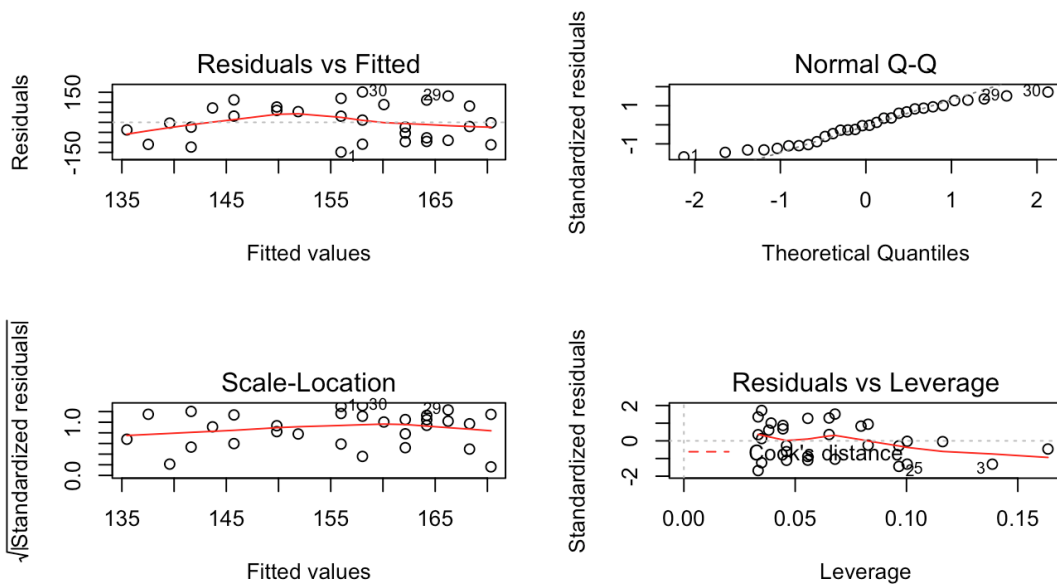 Residuals vs Fitted
Residuals
150
-150
30
29
1
135
145
155
165
Fitted values
Normal Q-Q
Standardized residuals
1
-1
1
29
30
-2
-1
0
1
2
Theoretical Quantiles
Scale-Location
√|Standardized residuals|
1.0
0.0
1
30
29
135
145
155
165
Fitted values
Residuals vs Leverage
Standardized residuals
2
0
-2
Cook's distance
25
3
0.00
0.05
0.10
0.15
Leverage